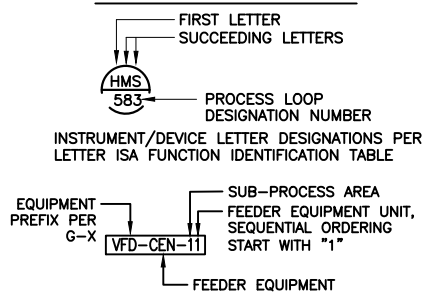 FIRST LETTER
SUCCEEDING LETTERS
HMS
583
PROCESS LOOP
DESIGNATION NUMBER
INSTRUMENT/DEVICE LETTER DESIGNATIONS PER
LETTER ISA FUNCTION IDENTIFICATION TABLE
EQUIPMENT
PREFIX PER
G-X
SUB-PROCESS AREA
FEEDER EQUIPMENT UNIT,
SEQUENTIAL ORDERING
START WITH "1"
VFD-CEN-11
FEEDER EQUIPMENT